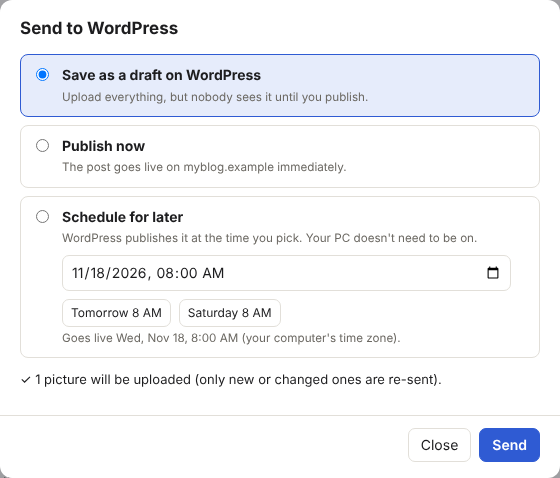 Send to WordPress
Save as a draft on WordPress
Upload everything, but nobody sees it until you publish.
Publish now
The post goes live on myblog.example immediately.
Schedule for later
WordPress publishes it at the time you pick. Your PC doesn't need to be on.
11/18/2026, 08:00 AM
Tomorrow 8 AM Saturday 8 AM
Goes live Wed, Nov 18, 8:00 AM (your computer's time zone).
✓ 1 picture will be uploaded (only new or changed ones are re-sent).
Close Send